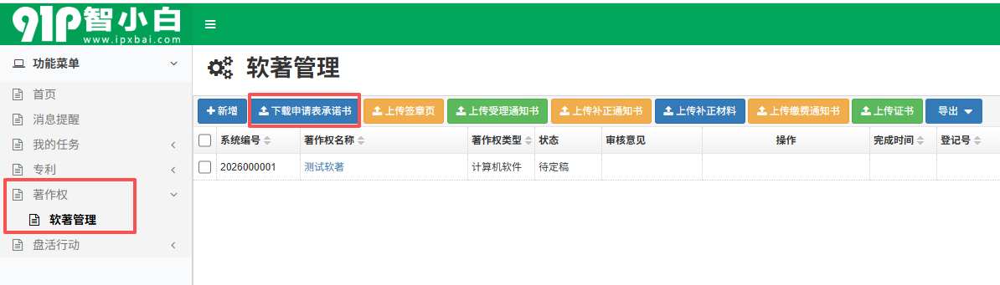 91P智小白
www.ipxbai.com
功能菜单
首页
消息提醒
我的任务
专利
著作权
软著管理
盘活行动
软著管理
新增 下载申请表承诺书 上传签章页 上传受理通知书 上传补正通知书 上传补正材料 上传缴费通知书 上传证书 导出
系统编号 著作权名称 著作权类型 状态 审核意见 操作 完成时间 登记号
2026000001 测试软著 计算机软件 待定稿